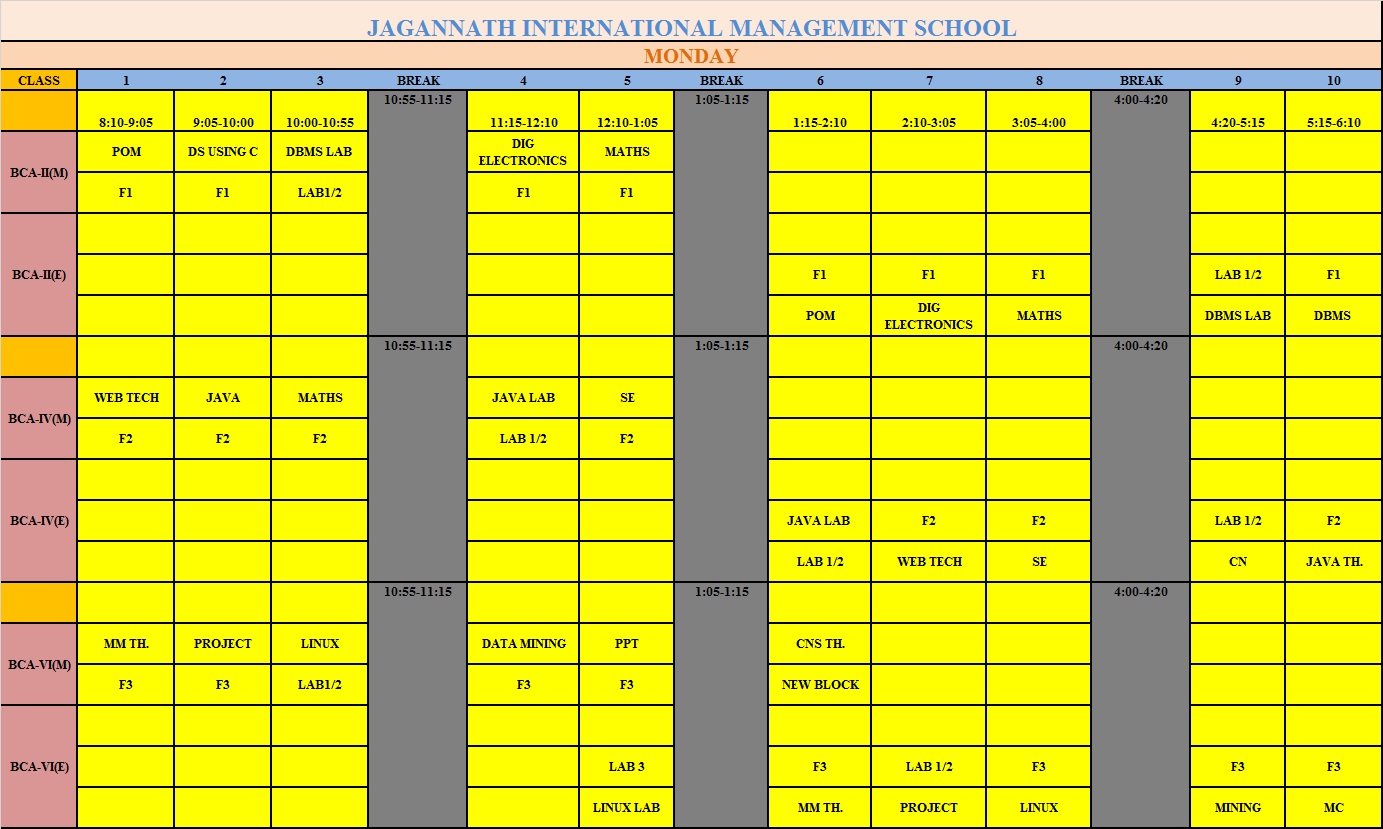 JAGANNATH INTERNATIONAL MANAGEMENT SCHOOL
MONDAY
CLASS 1 2 3 BREAK 4 5 BREAK 6 7 8 BREAK 9 10
10:55-11:15 1:05-1:15 4:00-4:20
8:10-9:05 9:05-10:00 10:00-10:55 11:15-12:10 12:10-1:05 1:15-2:10 2:10-3:05 3:05-4:00 4:20-5:15 5:15-6:10
BCA-II(M)
POM DS USING C DBMS LAB DIG ELECTRONICS MATHS
F1 F1 LAB1/2 F1 F1
BCA-II(E)
F1 F1 F1 LAB 1/2 F1
POM DIG ELECTRONICS MATHS DBMS LAB DBMS
10:55-11:15 1:05-1:15 4:00-4:20
BCA-IV(M)
WEB TECH JAVA MATHS JAVA LAB SE
F2 F2 F2 LAB 1/2 F2
BCA-IV(E)
JAVA LAB F2 F2 LAB 1/2 F2
LAB 1/2 WEB TECH SE CN JAVA TH.
10:55-11:15 1:05-1:15 4:00-4:20
BCA-VI(M)
MM TH. PROJECT LINUX DATA MINING PPT CNS TH.
F3 F3 LAB1/2 F3 F3 NEW BLOCK
BCA-VI(E)
LAB 3 F3 LAB 1/2 F3 F3 F3
LINUX LAB MM TH. PROJECT LINUX MINING MC